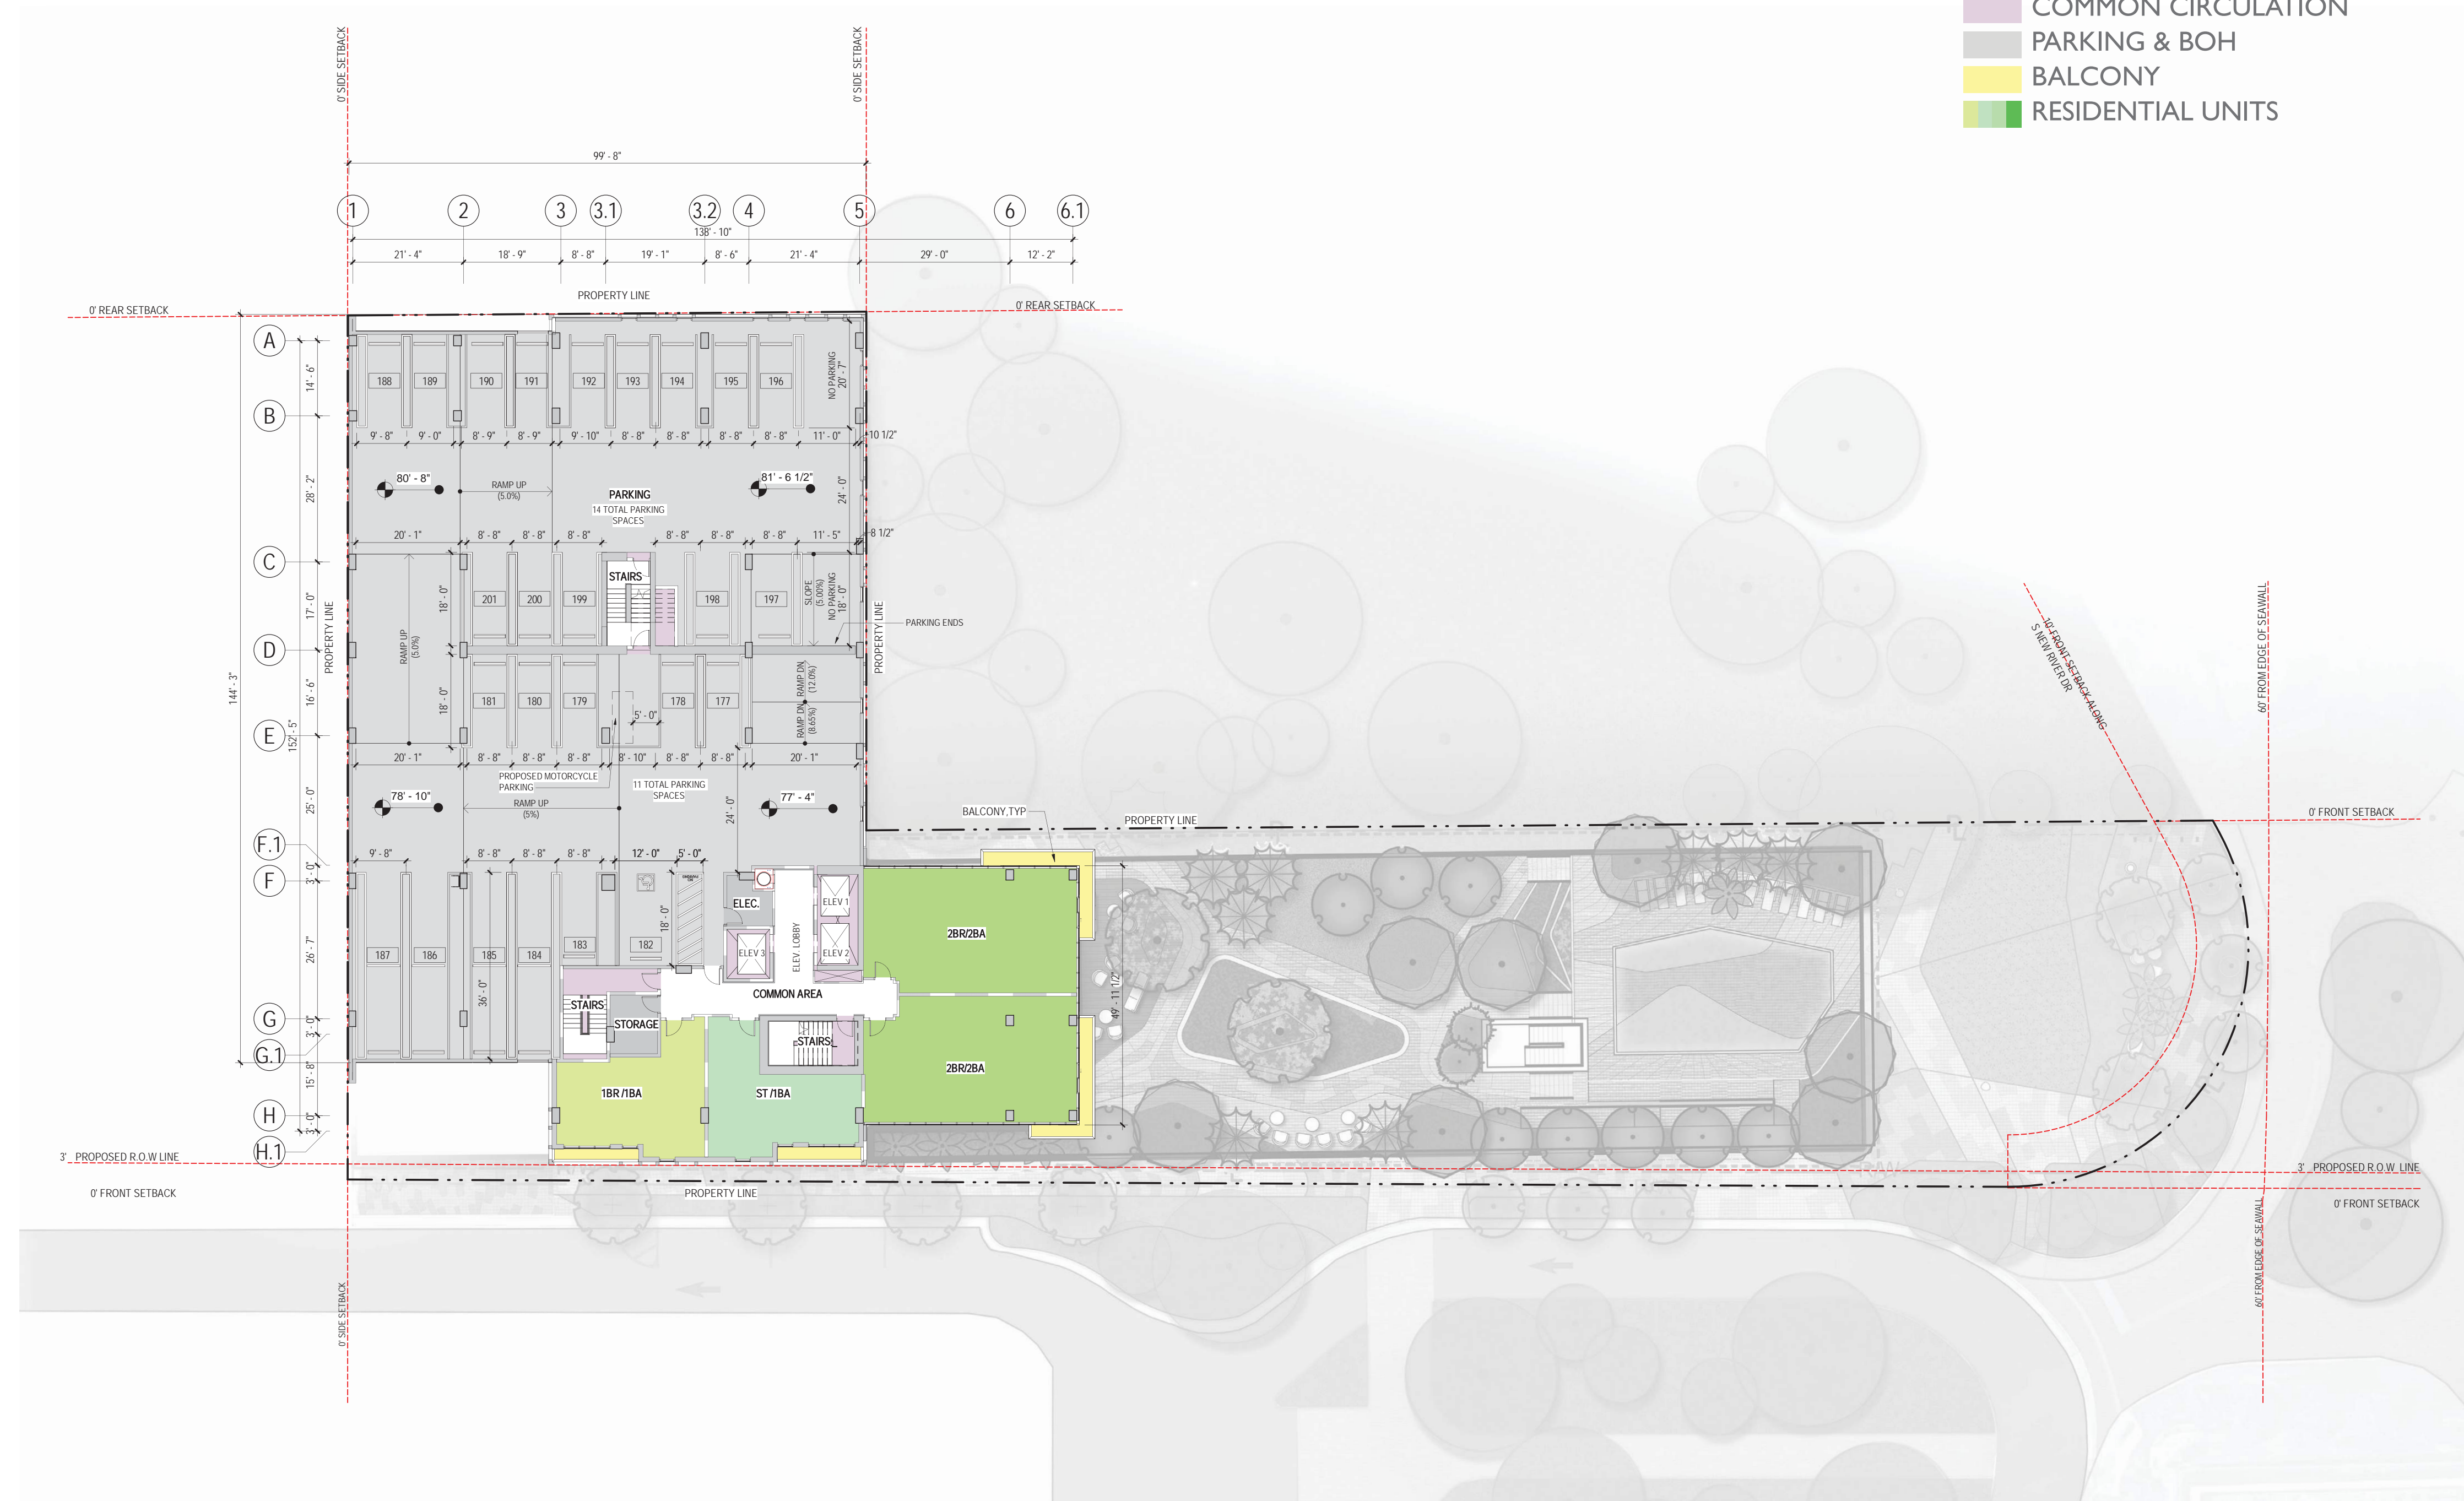 COMMON CIRCULATION
PARKING & BOH
BALCONY
RESIDENTIAL UNITS
0' SIDE SETBACK
0' SIDE SETBACK
99' - 8"
1 2 3 3.1 3.2 4 5 6 6.1
138' - 10"
21' - 4" 18' - 9" 8' - 8" 19' - 1" 8' - 6" 21' - 4" 29' - 0" 12' - 2"
PROPERTY LINE
0' REAR SETBACK
0' REAR SETBACK
A
14' - 6"
188 189 190 191 192 193 194 195 196
NO PARKING
20' - 7"
B
9' - 8" 9' - 0" 8' - 9" 8' - 9" 9' - 10" 8' - 8" 8' - 8" 8' - 8" 8' - 8" 11' - 0" 10 1/2"
28' - 2"
80' - 8"
RAMP UP
(5.0%)
PARKING
14 TOTAL PARKING
SPACES
81' - 6 1/2"
24' - 0"
20' - 1" 8' - 8" 8' - 8" 8' - 8" 8' - 8" 8' - 8" 8' - 8" 11' - 5" 8 1/2"
C
17' - 0"
PROPERTY LINE
RAMP UP
(5.0%)
18' - 0"
201 200 199
STAIRS
198 197
SLOPE
(5.00%)
NO PARKING
18' - 0"
PROPERTY LINE
PARKING ENDS
D
144' - 3"
152' - 5"
16' - 6"
18' - 0"
181 180 179
5' - 0"
178 177
RAMP DN
(12.0%)
RAMP DN
(8.65%)
E
20' - 1" 8' - 8" 8' - 8" 8' - 8" 8' - 10" 8' - 8" 8' - 8" 20' - 1"
PROPOSED MOTORCYCLE
PARKING
11 TOTAL PARKING
SPACES
25' - 0"
78' - 10"
RAMP UP
(5%)
24' - 0"
77' - 4"
BALCONY,TYP
PROPERTY LINE
F.1
9' - 8" 8' - 8" 8' - 8" 8' - 8" 12' - 0" 5' - 0"
3' - 0"
F
NO PARKING
ELEC.
ELEV 1
18' - 0"
26' - 7"
187 186 185 184 183 182
ELEV 3
ELEV. LOBBY
ELEV 2
2BR/2BA
COMMON AREA
36' - 0"
STAIRS
STORAGE
STAIRS
49' - 11 1/2"
G
3' - 0"
G.1
15' - 8"
1BR /1BA
ST /1BA
2BR/2BA
H
3' - 0"
H.1
3' PROPOSED R.O.W LINE
0' FRONT SETBACK
PROPERTY LINE
0' SIDE SETBACK
10' FRONT SETBACK ALONG
S NEW RIVER DR
60' FROM EDGE OF SEAWALL
0' FRONT SETBACK
3' PROPOSED R.O.W LINE
0' FRONT SETBACK
60' FROM EDGE OF SEAWALL